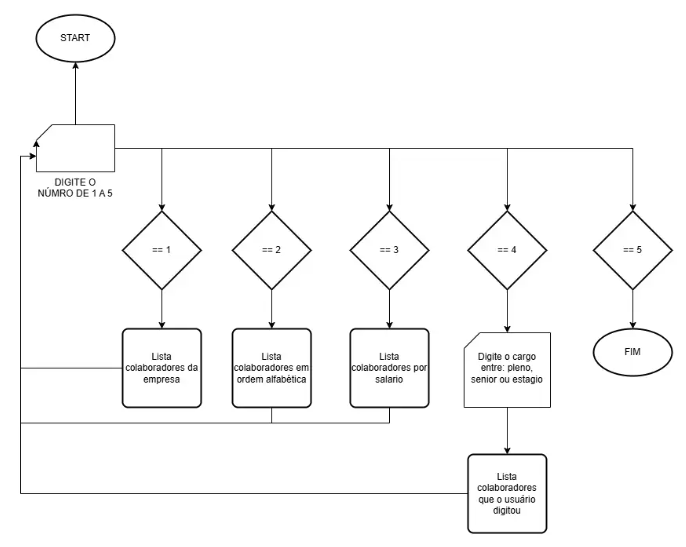 START
DIGITE O
NÚMRO DE 1 A 5
== 1
== 2
== 3
== 4
== 5
Lista
colaboradores da
empresa
Lista
colaboradores em
ordem alfabética
Lista
colaboradores por
salario
Digite o cargo
entre: pleno,
senior ou estagio
FIM
Lista
colaboradores
que o usuário
digitou